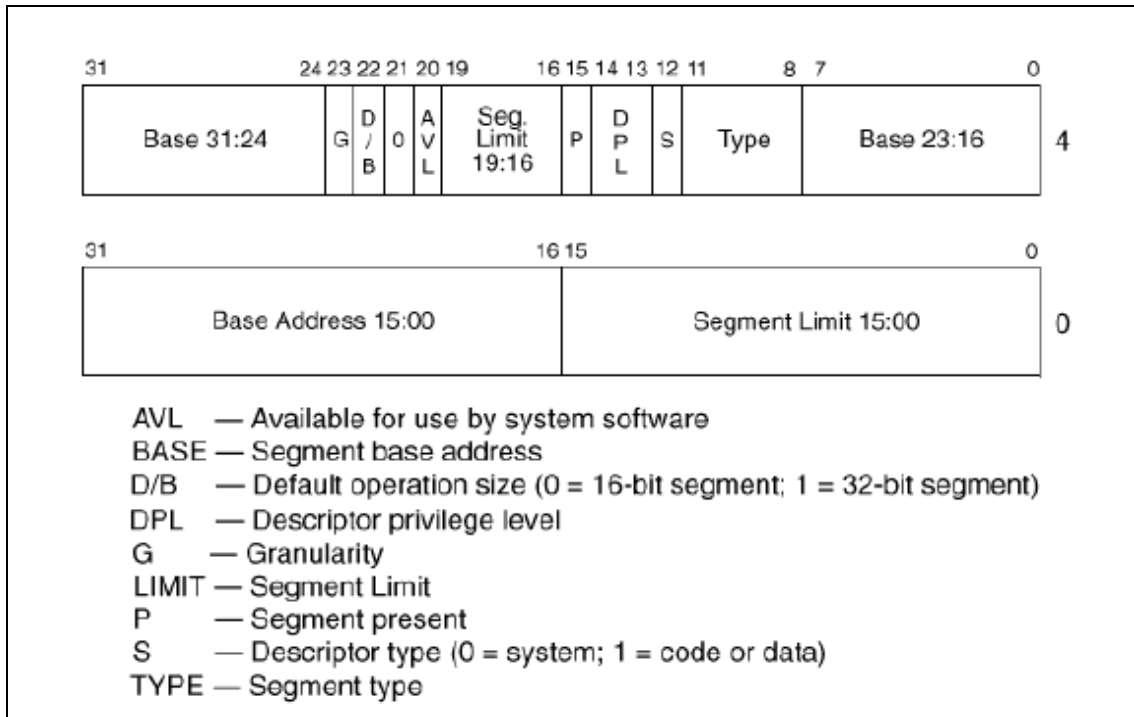 31 24 23 22 21 20 19 16 15 14 13 12 11 8 7 0
Base 31:24 G D/B 0 AVL Seg. Limit 19:16 P DPL S Type Base 23:16 4
31 16 15 0
Base Address 15:00 Segment Limit 15:00 0
AVL — Available for use by system software
BASE — Segment base address
D/B — Default operation size (0 = 16-bit segment; 1 = 32-bit segment)
DPL — Descriptor privilege level
G — Granularity
LIMIT — Segment Limit
P — Segment present
S — Descriptor type (0 = system; 1 = code or data)
TYPE — Segment type